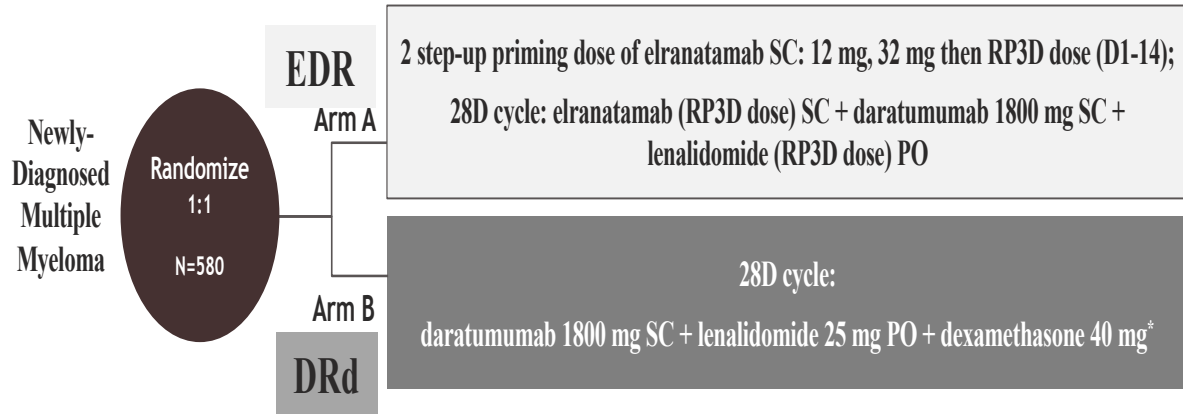 Newly-
Diagnosed
Multiple
Myeloma
Randomize
1:1
N=580
EDR
Arm A
2 step-up priming dose of elranatamab SC: 12 mg, 32 mg then RP3D dose (D1-14);
28D cycle: elranatamab (RP3D dose) SC + daratumumab 1800 mg SC +
lenalidomide (RP3D dose) PO
Arm B
DRd
28D cycle:
daratumumab 1800 mg SC + lenalidomide 25 mg PO + dexamethasone 40 mg*